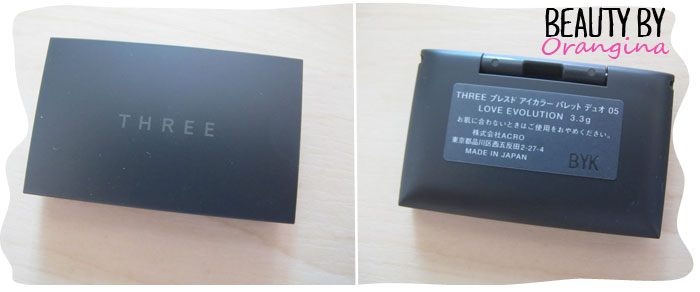 BEAUTY BY
Orangina
THREE
THREE プレスド アイカラー パレット デュオ 05
LOVE EVOLUTION 3.3g
お肌に合わないときはご使用をおやめください。
株式会社ACRO
東京都品川区西五反田2-27-4
MADE IN JAPAN
BYK